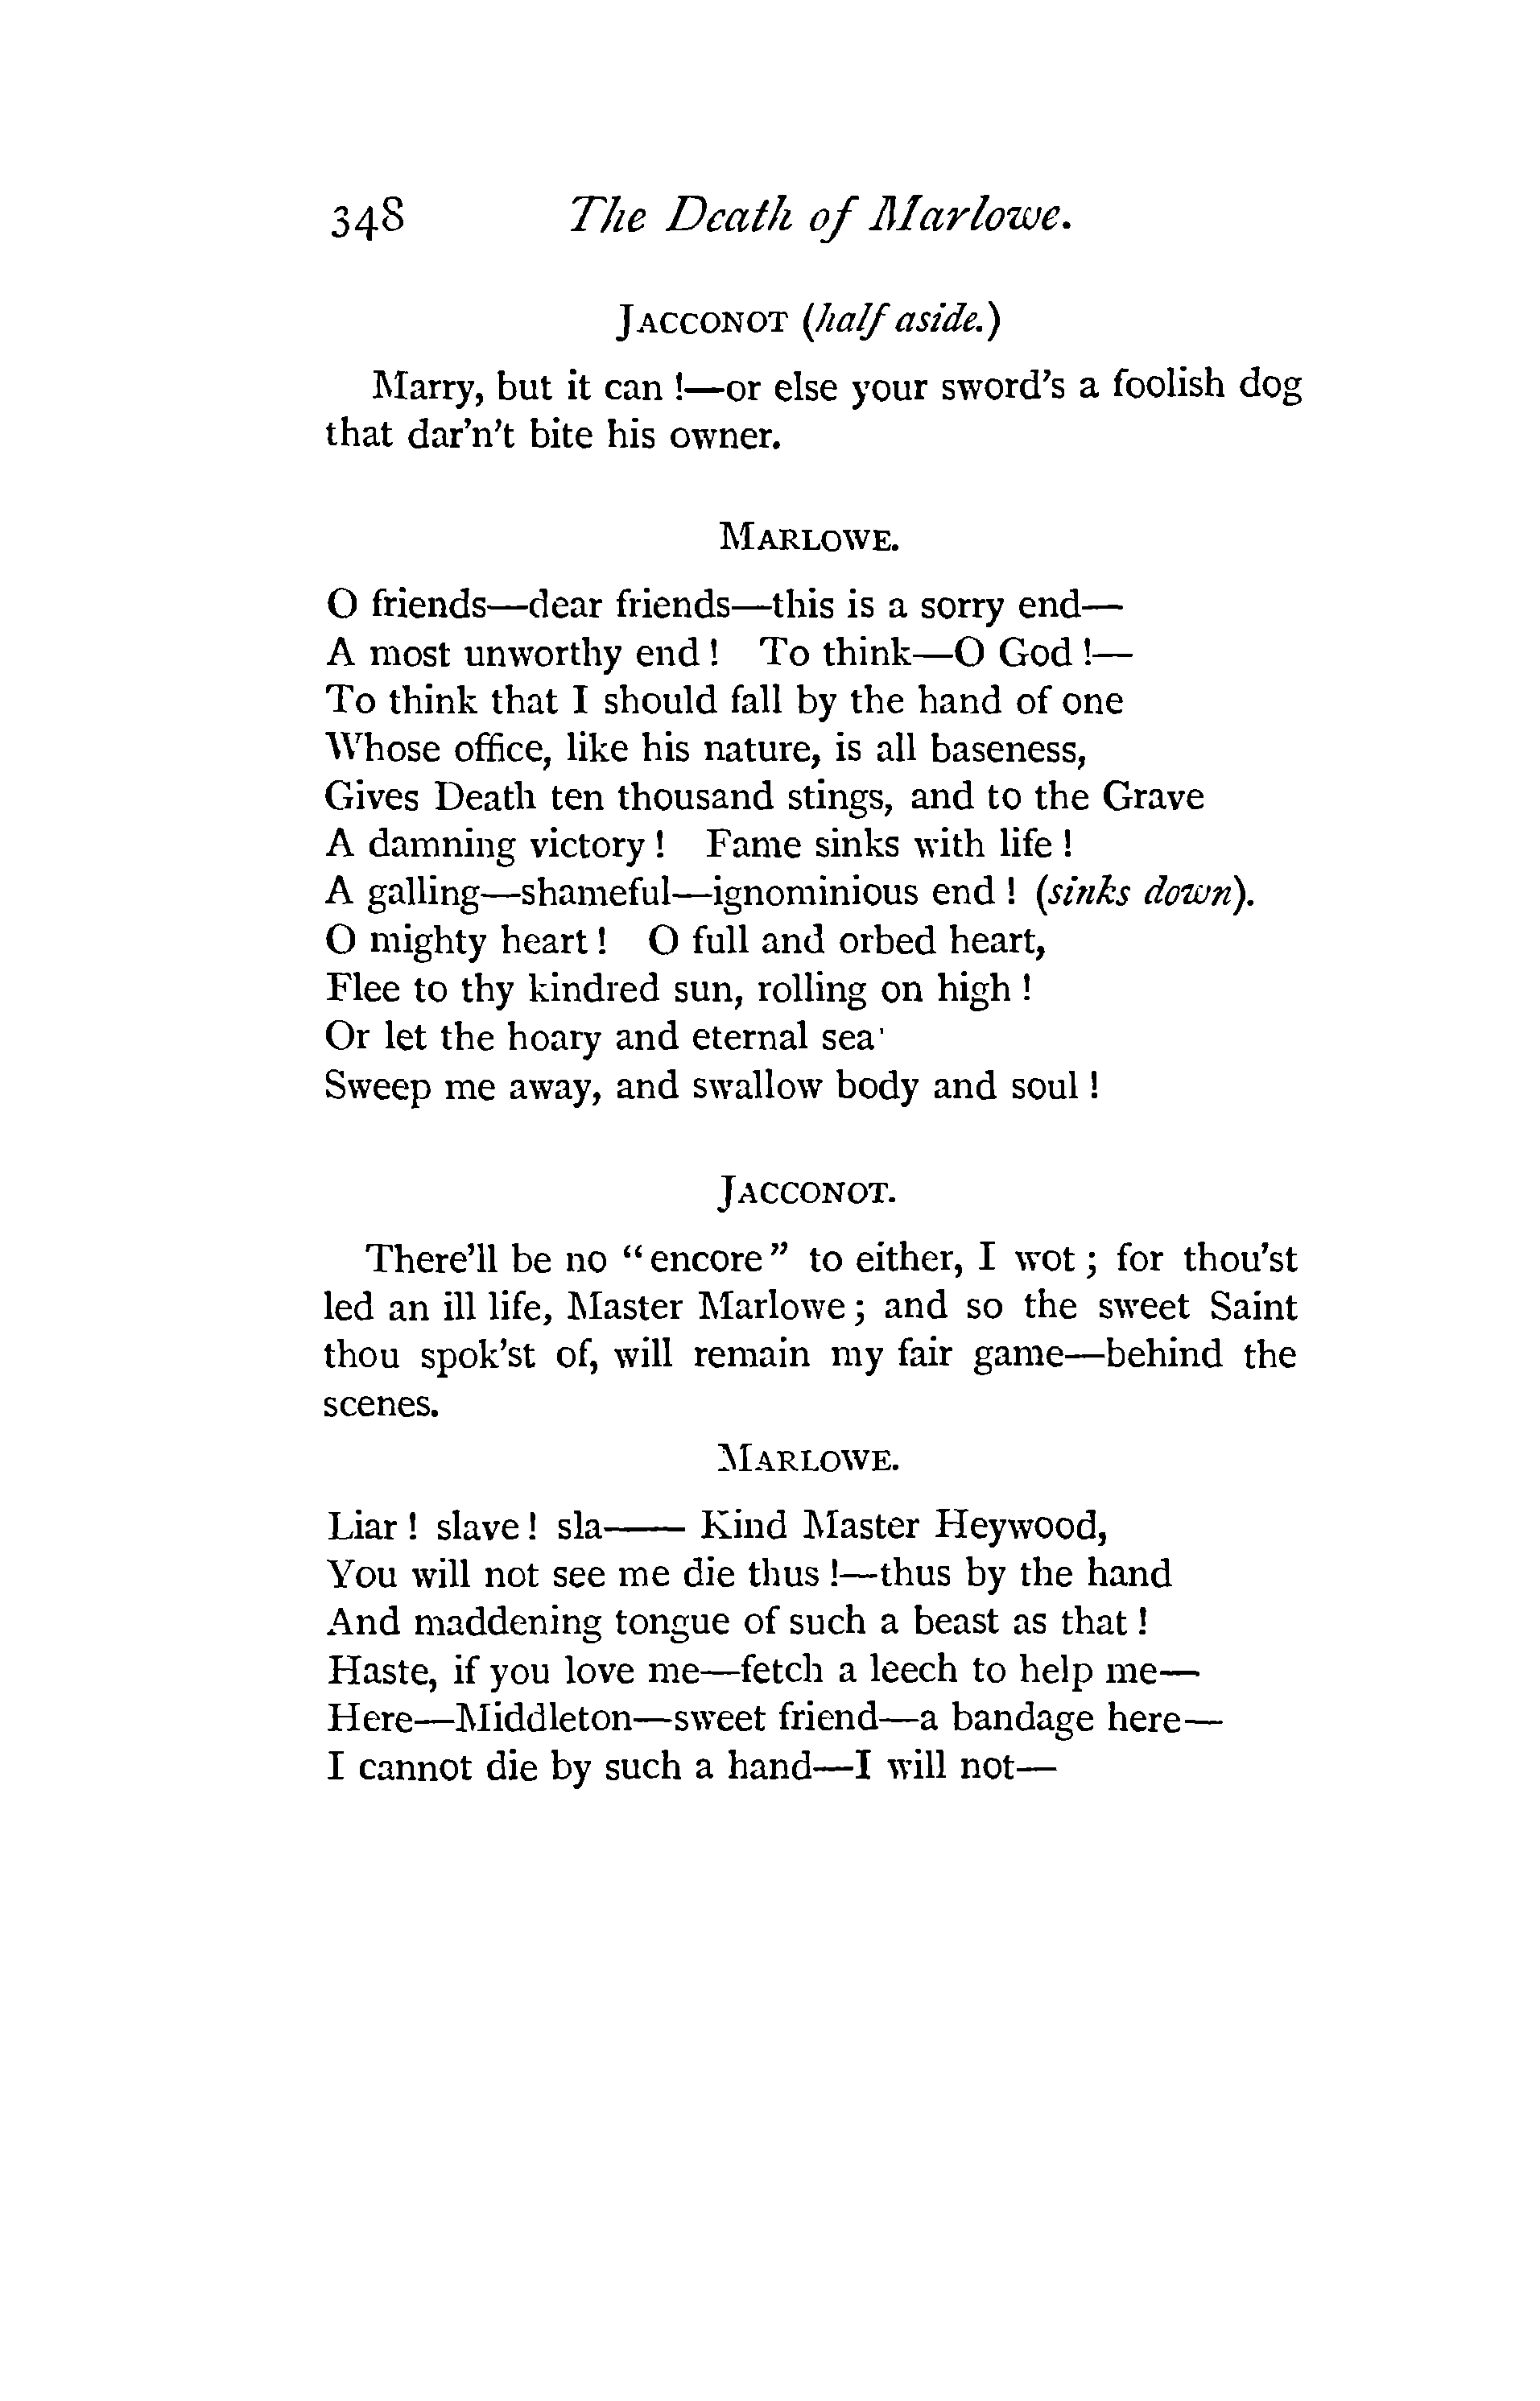 348 The Death of Marlowe.
JACCONOT (half aside.)
Marry, but it can !—or else your sword's a foolish dog
that dar'n't bite his owner.
MARLOWE.
O friends—dear friends—this is a sorry end—
A most unworthy end ! To think—O God !—
To think that I should fall by the hand of one
Whose office, like his nature, is all baseness,
Gives Death ten thousand stings, and to the Grave
A damning victory ! Fame sinks with life !
A galling—shameful—ignominious end ! (sinks down).
O mighty heart ! O full and orbed heart,
Flee to thy kindred sun, rolling on high !
Or let the hoary and eternal sea
Sweep me away, and swallow body and soul !
JACCONOT.
There'll be no “encore” to either, I wot ; for thou'st
led an ill life, Master Marlowe ; and so the sweet Saint
thou spok'st of, will remain my fair game—behind the
scenes.
MARLOWE.
Liar ! slave ! sla—— Kind Master Heywood,
You will not see me die thus !—thus by the hand
And maddening tongue of such a beast as that !
Haste, if you love me—fetch a leech to help me—
Here—Middleton—sweet friend—a bandage here—
I cannot die by such a hand—I will not—